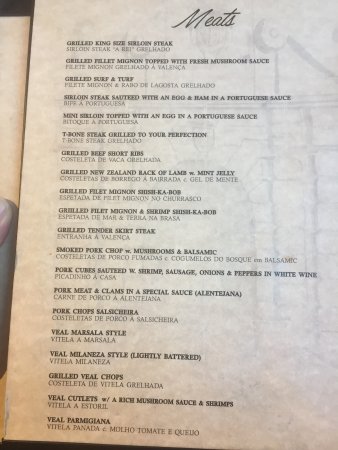 Meats
GRILLED KING SIZE SIRLOIN STEAK
SIRLOIN STEAK "A REI" GRELHADO
GRILLED FILLET MIGNON TOPPED WITH FRESH MUSHROOM SAUCE
FILETE MIGNON GRELHADO À VALENÇA
GRILLED SURF & TURF
FILETE MIGNON & RABO DE LAGOSTA GRELHADO
SIRLOIN STEAK SAUTEED WITH AN EGG & HAM IN A PORTUGUESE SAUCE
BIFE À PORTUGUESA
MINI SIRLOIN TOPPED WITH AN EGG IN A PORTUGUESE SAUCE
BITOQUE À PORTUGUESA
T-BONE STEAK GRILLED TO YOUR PERFECTION
T-BONE STEAK GRELHADO
GRILLED BEEF SHORT RIBS
COSTELETA DE VACA GRELHADA
GRILLED NEW ZEALAND RACK OF LAMB w. MINT JELLY
COSTELETAS DE BORREGO À BAIRRADA c. GEL DE MENTE
GRILLED FILET MIGNON SHISH-KA-BOB
ESPETADA DE FILET MIGNON NO CHURRASCO
GRIILLED FILET MIGNON & SHRIMP SHISH-KA-BOB
ESPETADA DE MAR & TERRA NA BRASA
GRILLED TENDER SKIRT STEAK
ENTRANHA À VALENÇA
SMOKED PORK CHOP w. MUSHROOMS & BALSAMIC
COSTELETAS DE PORCO FUMADAS c. COGUMELOS DO BOSQUE em BALSAMIC
PORK CUBES SAUTEED W. SHRIMP, SAUSAGE, ONIONS & PEPPERS IN WHITE WINE
PICADINHO À CASA
PORK MEAT & CLAMS IN A SPECIAL SAUCE (ALENTEJANA)
CARNE DE PORCO À ALENTEJANA
PORK CHOPS SALSICHEIRA
COSTELETAS DE PORCO À SALSICHEIRA
VEAL MARSALA STYLE
VITELA A MARSALA
VEAL MILANEZA STYLE (LIGHTLY BATTERED)
VITELA MILANEZA
GRILLED VEAL CHOPS
COSTELETA DE VITELA GRELHADA
VEAL CUTLETS w/ A RICH MUSHROOM SAUCE & SHRIMPS
VITELA A ESTORIL
VEAL PARMIGIANA
VITELA PANADA c. MOLHO TOMATE E QUEIJO